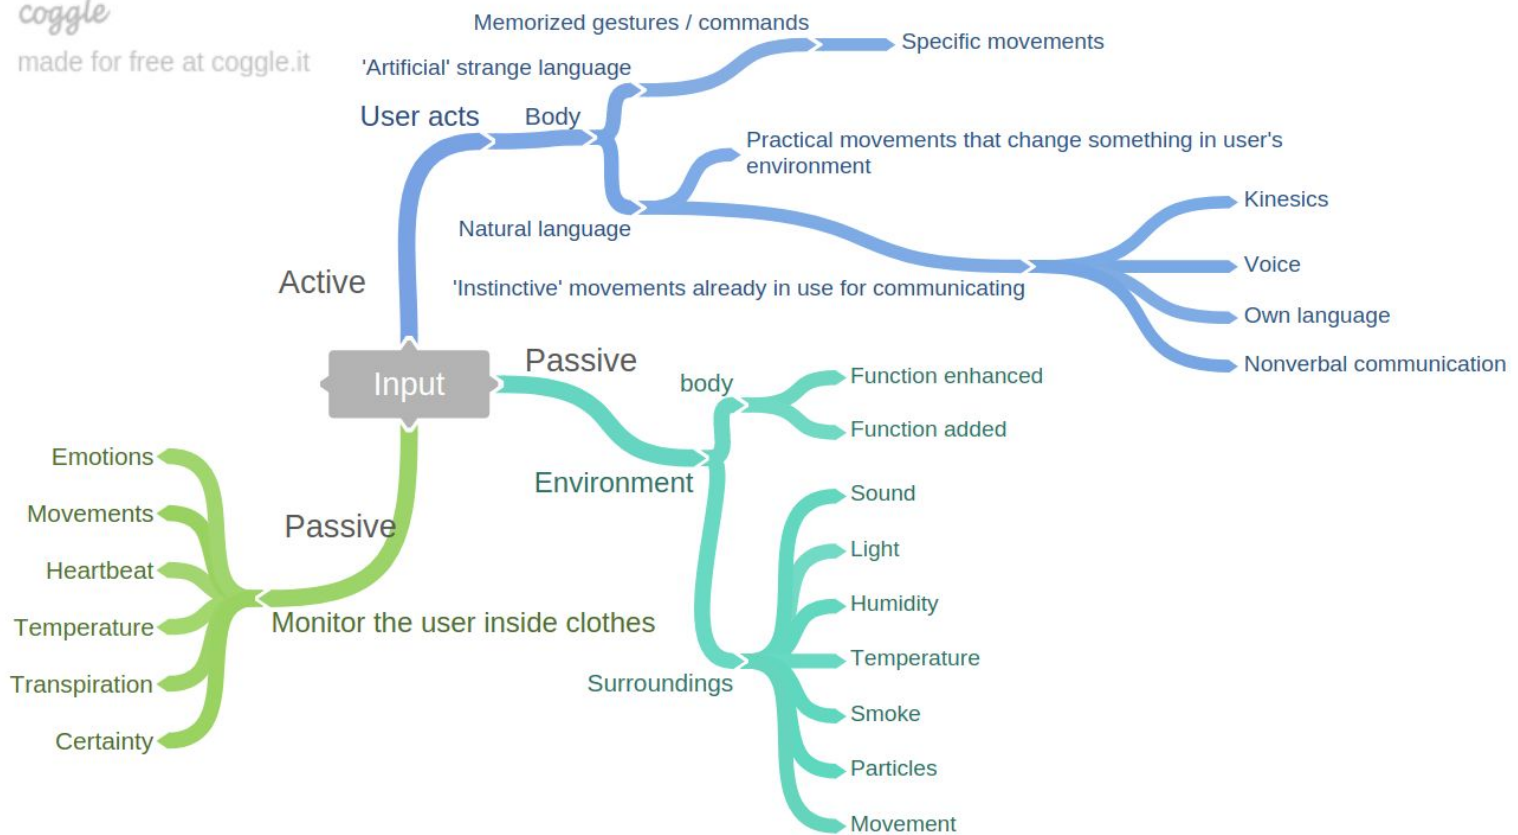 coggle
made for free at coggle.it
Memorized gestures / commands
Specific movements
'Artificial' strange language
User acts
Body
Practical movements that change something in user's
environment
Natural language
'Instinctive' movements already in use for communicating
Kinesics
Voice
Own language
Nonverbal communication
Active
Input
Passive
body
Function enhanced
Function added
Environment
Sound
Light
Humidity
Temperature
Smoke
Particles
Movement
Surroundings
Passive
Monitor the user inside clothes
Emotions
Movements
Heartbeat
Temperature
Transpiration
Certainty